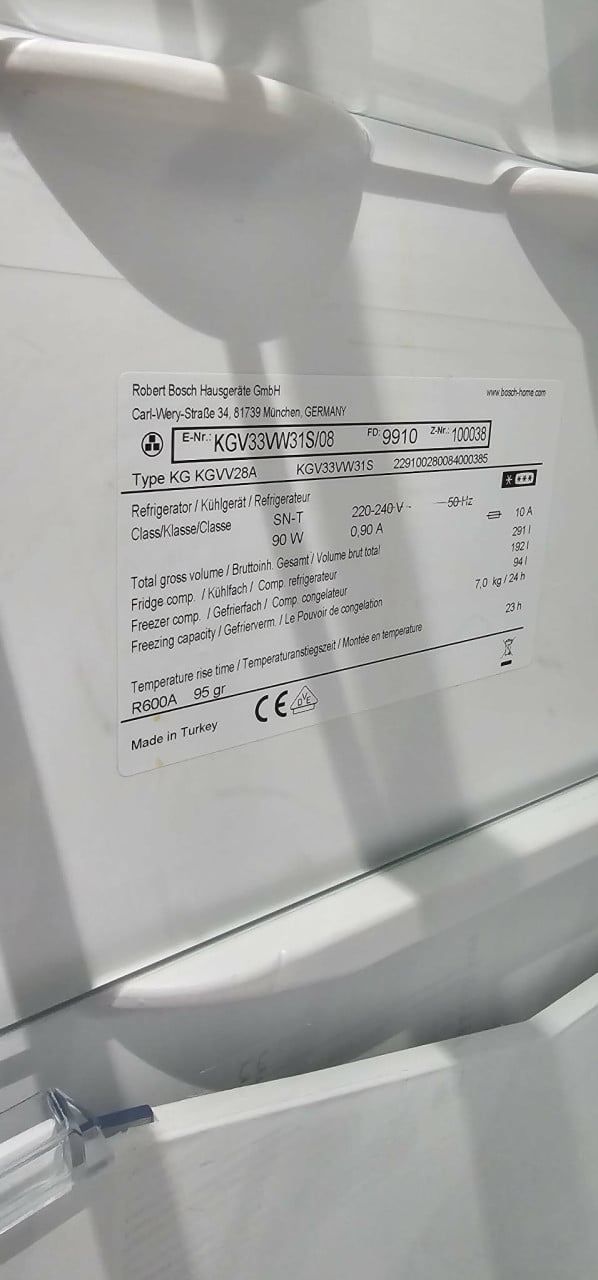 Robert Bosch Hausgeräte GmbH www.bosch-home.com
Carl-Wery-Straße 34, 81739 München, GERMANY
E-Nr.: KGV33VW31S/08 FD: 9910 Z-Nr.: 100038
Type KG KGVV28A KGV33VW31S 229100280084000385
Refrigerator / Kühlgerät / Refrigerateur
Class/Klasse/Classe SN-T 220-240 V ~ 50 Hz 10 A
90 W 0,90 A
Total gross volume / Bruttoinh. Gesamt / Volume brut total 291 l
Fridge comp. / Kühlfach / Comp. refrigerateur 192 l
Freezer comp. / Gefrierfach / Comp. congelateur 94 l
Freezing capacity / Gefrierverm. / Le Pouvoir de congelation 7,0 kg / 24 h
Temperature rise time / Temperaturanstiegszeit / Montée en temperature 23 h
R600A 95 gr
CE DVE
Made in Turkey